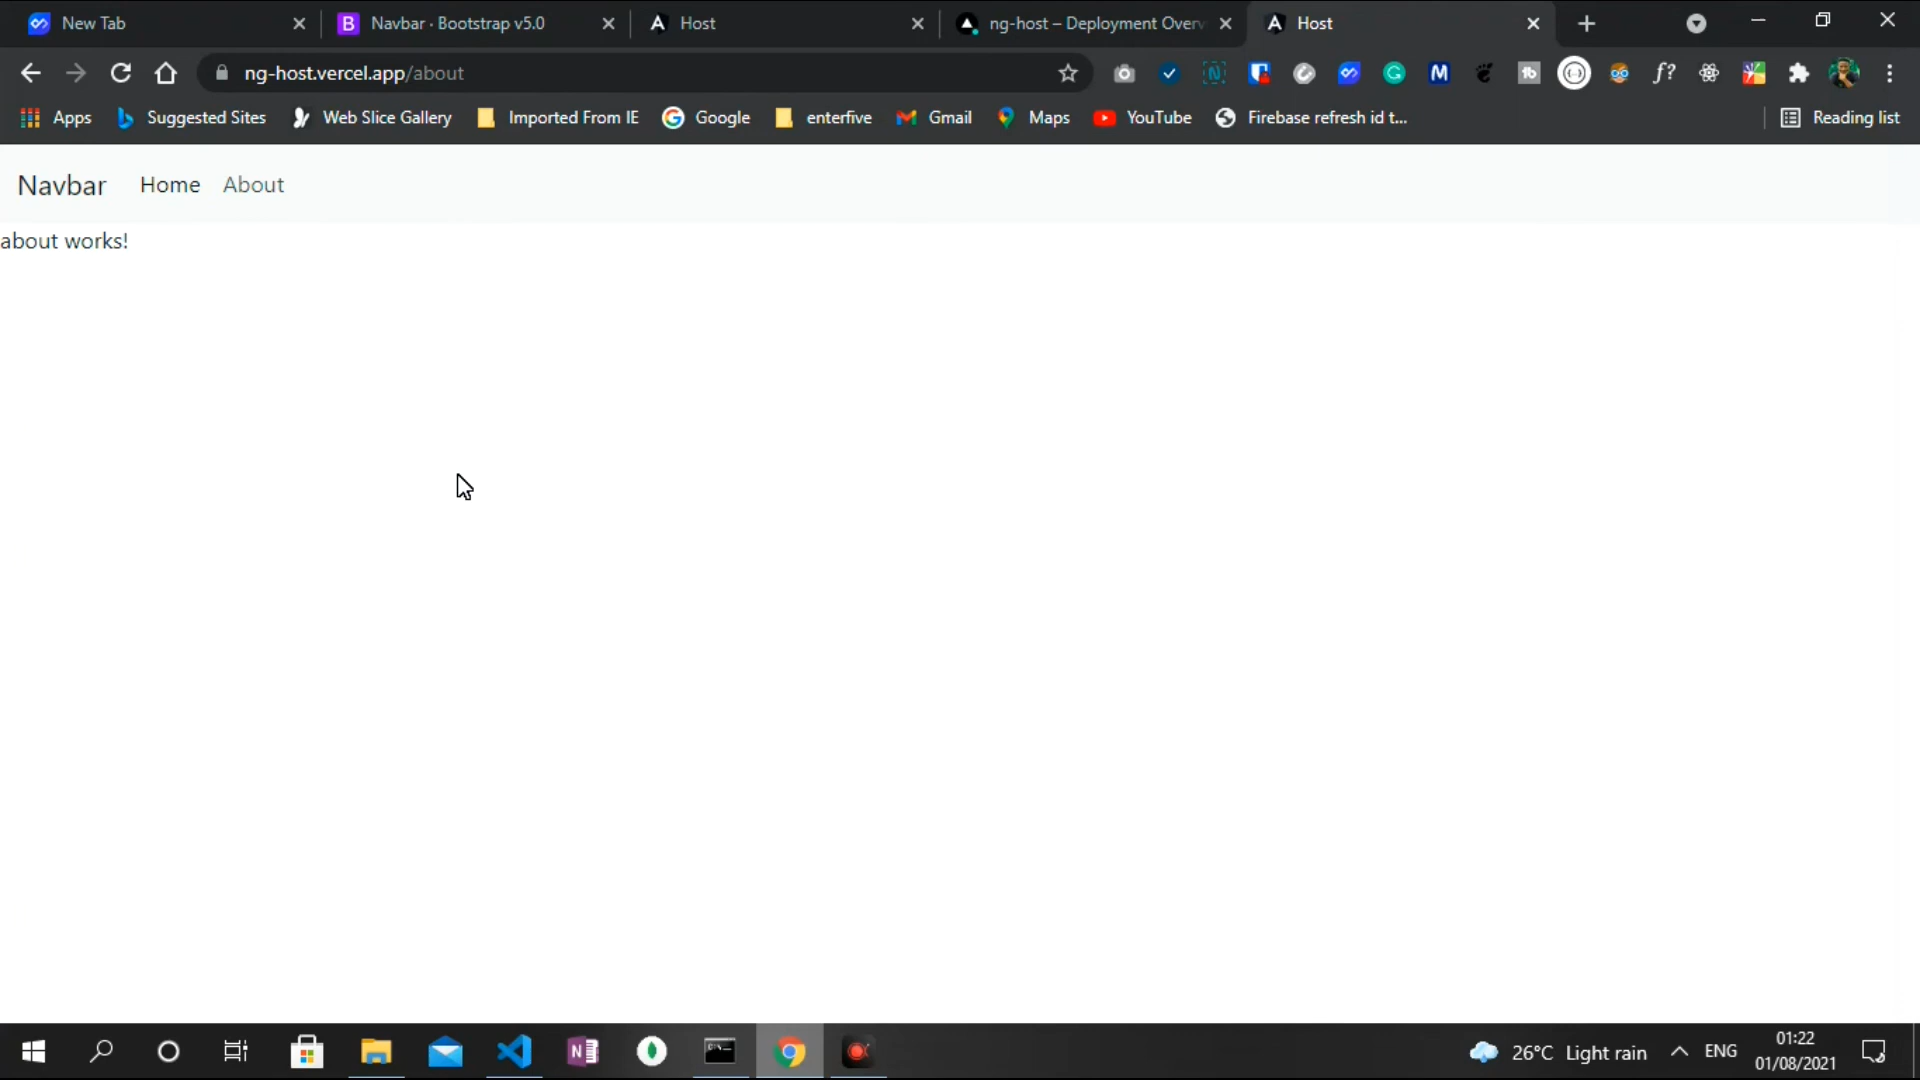 New Tab
Navbar · Bootstrap v5.0
Host
ng-host – Deployment Overv
Host
ng-host.vercel.app/about
Apps
Suggested Sites
Web Slice Gallery
Imported From IE
Google
enterfive
Gmail
Maps
YouTube
Firebase refresh id t...
Reading list
Navbar
Home
About
about works!
26°C Light rain
ENG
01:22
01/08/2021